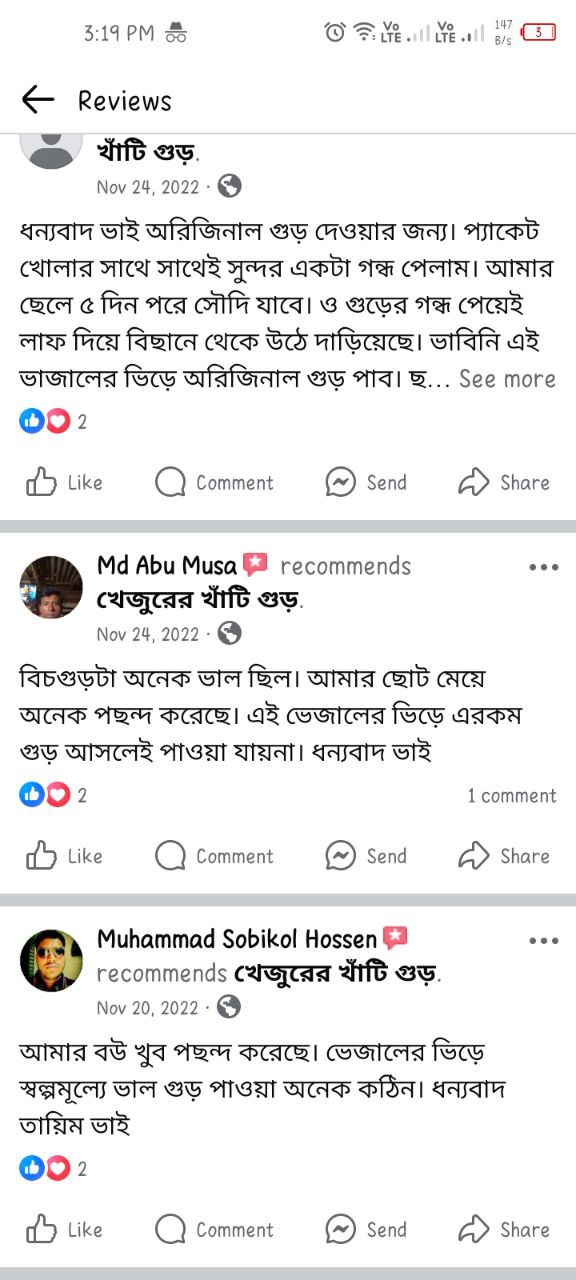 3:19 PM
Vo LTE Vo LTE 147 B/s 3
Reviews
খাঁটি গুড়.
Nov 24, 2022 ·
ধন্যবাদ ভাই অরিজিনাল গুড় দেওয়ার জন্য। প্যাকেট
খোলার সাথে সাথেই সুন্দর একটা গন্ধ পেলাম। আমার
ছেলে ৫ দিন পরে সৌদি যাবে। ও গুড়ের গন্ধ পেয়েই
লাফ দিয়ে বিছানে থেকে উঠে দাড়িয়েছে। ভাবিনি এই
ভাজালের ভিড়ে অরিজিনাল গুড় পাব। ছ... See more
2
Like Comment Send Share
Md Abu Musa recommends
খেজুরের খাঁটি গুড়.
Nov 24, 2022 ·
বিচগুড়টা অনেক ভাল ছিল। আমার ছোট মেয়ে
অনেক পছন্দ করেছে। এই ভেজালের ভিড়ে এরকম
গুড় আসলেই পাওয়া যায়না। ধন্যবাদ ভাই
2 1 comment
Like Comment Send Share
Muhammad Sobikol Hossen
recommends খেজুরের খাঁটি গুড়.
Nov 20, 2022 ·
আমার বউ খুব পছন্দ করেছে। ভেজালের ভিড়ে
স্বল্পমূল্যে ভাল গুড় পাওয়া অনেক কঠিন। ধন্যবাদ
তায়িম ভাই
2
Like Comment Send Share